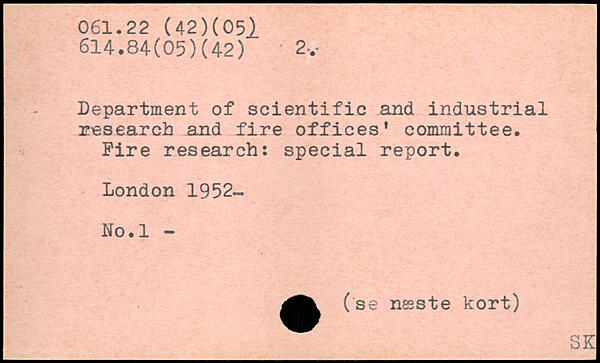 061.22 (42)(05)
614.84(05)(42) 2.
Department of scientific and industrial
research and fire offices' committee.
Fire research: special report.
London 1952-
No.1 -
(se næste kort)
SK